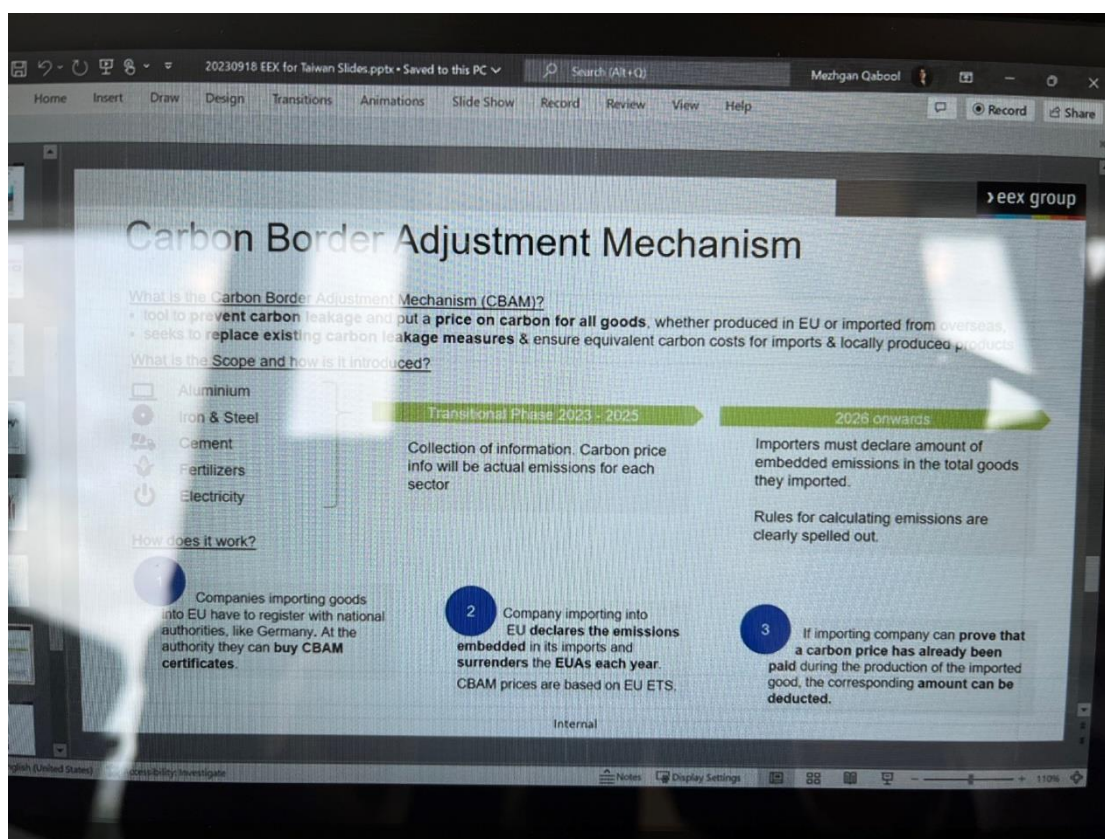 20230918 EEX for Taiwan Slides.pptx • Saved to this PC
Search (Alt+Q)
Mezhgan Qabool
Home Insert Draw Design Transitions Animations Slide Show Record Review View Help
Record
Share
eex group
Carbon Border Adjustment Mechanism
What is the Carbon Border Adjustment Mechanism (CBAM)?
• tool to prevent carbon leakage and put a price on carbon for all goods, whether produced in EU or imported from overseas,
• seeks to replace existing carbon leakage measures & ensure equivalent carbon costs for imports & locally produced products
What is the Scope and how is it introduced?
Aluminium
Iron & Steel
Cement
Fertilizers
Electricity
Transitional Phase 2023 - 2025
Collection of information. Carbon price
info will be actual emissions for each
sector
2026 onwards
Importers must declare amount of
embedded emissions in the total goods
they imported.
Rules for calculating emissions are
clearly spelled out.
How does it work?
1
Companies importing goods
into EU have to register with national
authorities, like Germany. At the
authority they can buy CBAM
certificates.
2
Company importing into
EU declares the emissions
embedded in its imports and
surrenders the EUAs each year.
CBAM prices are based on EU ETS.
3
If importing company can prove that
a carbon price has already been
paid during the production of the imported
good, the corresponding amount can be
deducted.
Internal
English (United States)
Accessibility: Investigate
Notes
Display Settings
110%